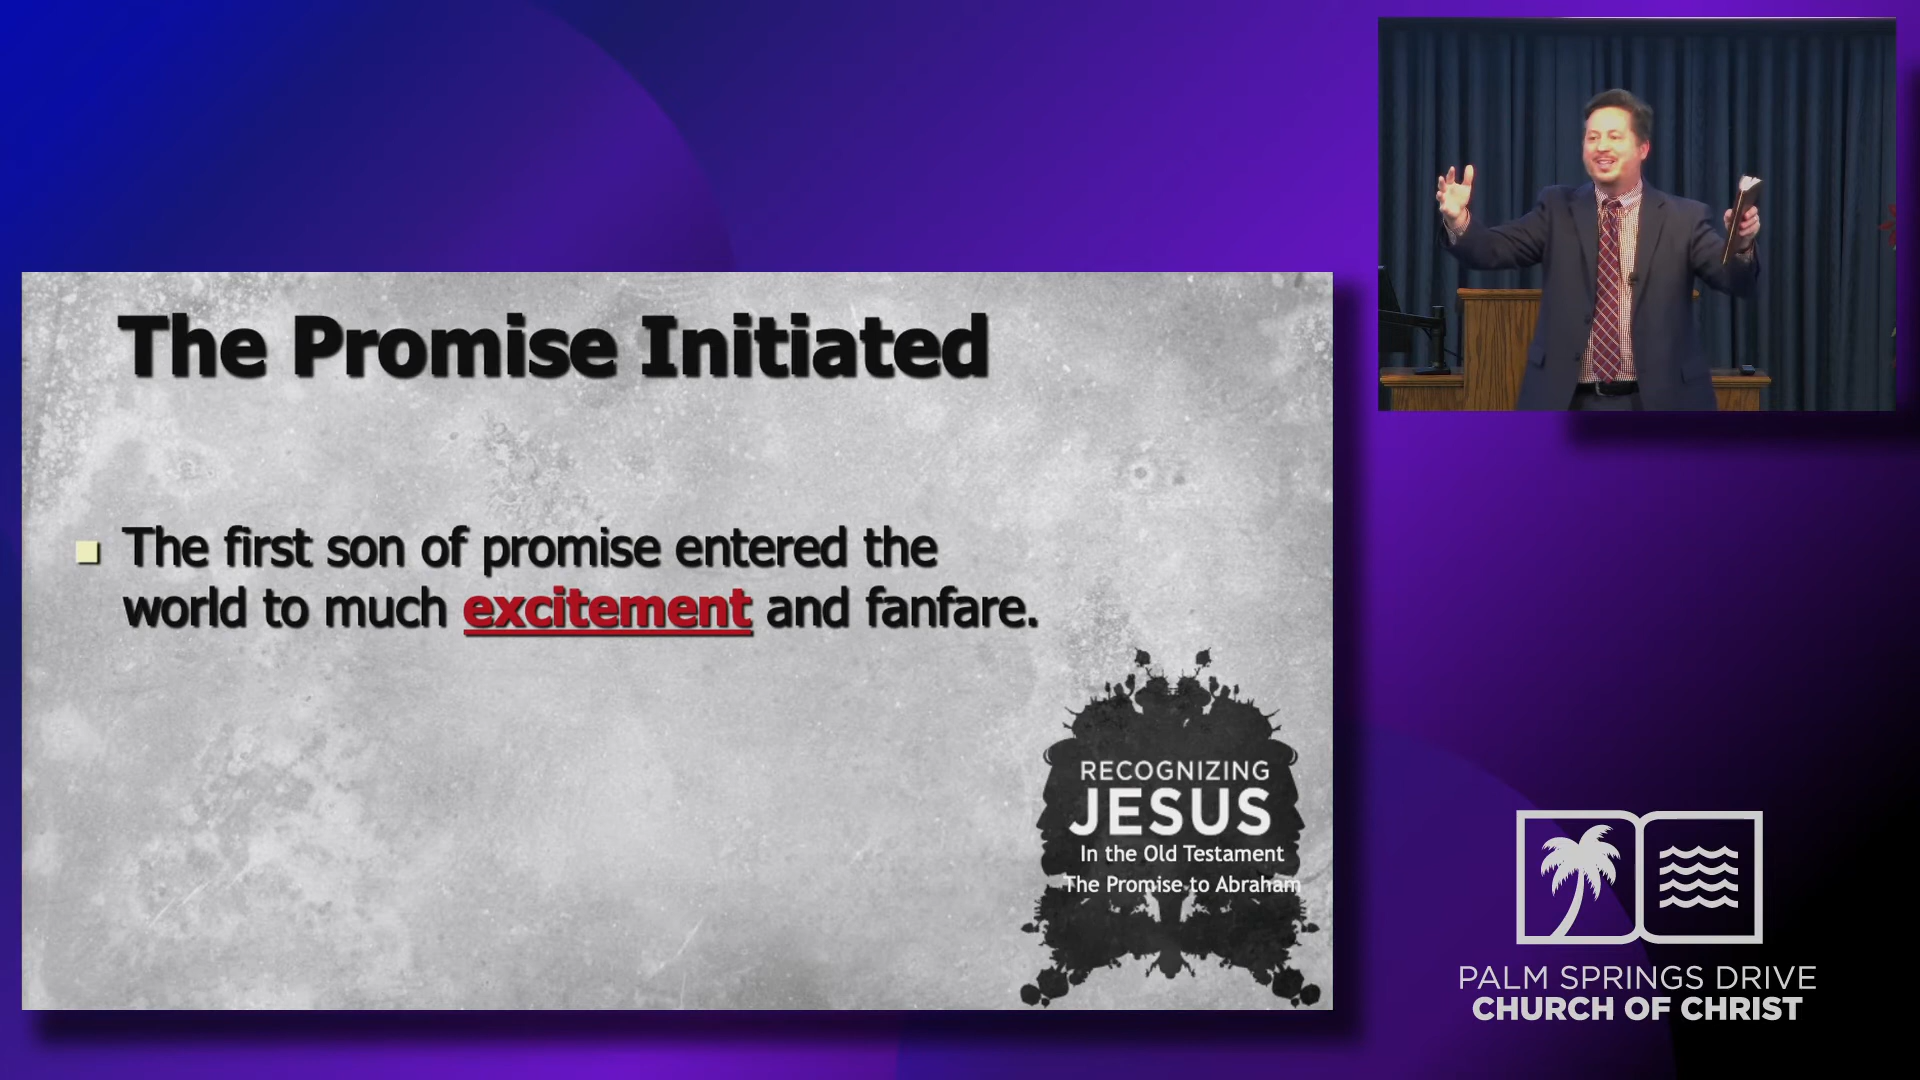 The Promise Initiated
The first son of promise entered the
world to much excitement and fanfare.
RECOGNIZING
JESUS
In the Old Testament
The Promise to Abraham
PALM SPRINGS DRIVE
CHURCH OF CHRIST